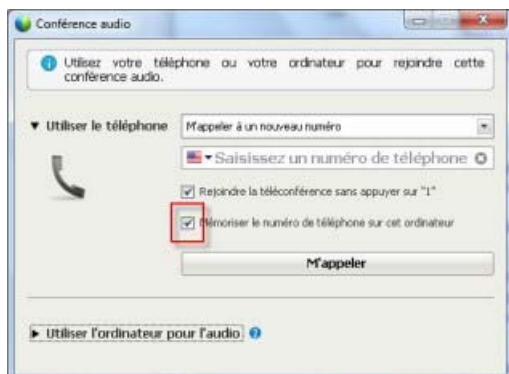 Conférence audio
Utilisez votre téléphone ou votre ordinateur pour rejoindre cette
conférence audio.
▼ Utiliser le téléphone
M'appeler à un nouveau numéro
Saisissez un numéro de téléphone
Rejoindre la téléconférence sans appuyer sur "1"
Mémoriser le numéro de téléphone sur cet ordinateur
M'appeler
► Utiliser l'ordinateur pour l'audio